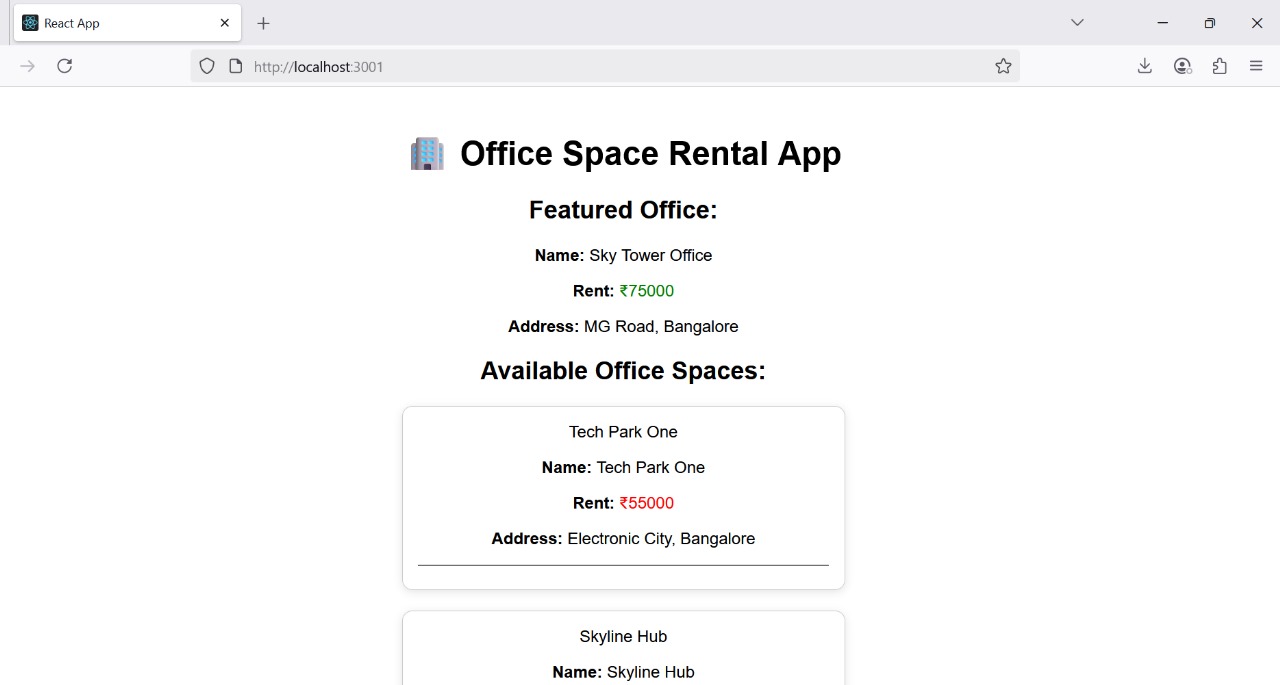 React App
http://localhost:3001
🏢 Office Space Rental App
Featured Office:
Name: Sky Tower Office
Rent: ₹75000
Address: MG Road, Bangalore
Available Office Spaces:
Tech Park One
Name: Tech Park One
Rent: ₹55000
Address: Electronic City, Bangalore
Skyline Hub
Name: Skyline Hub